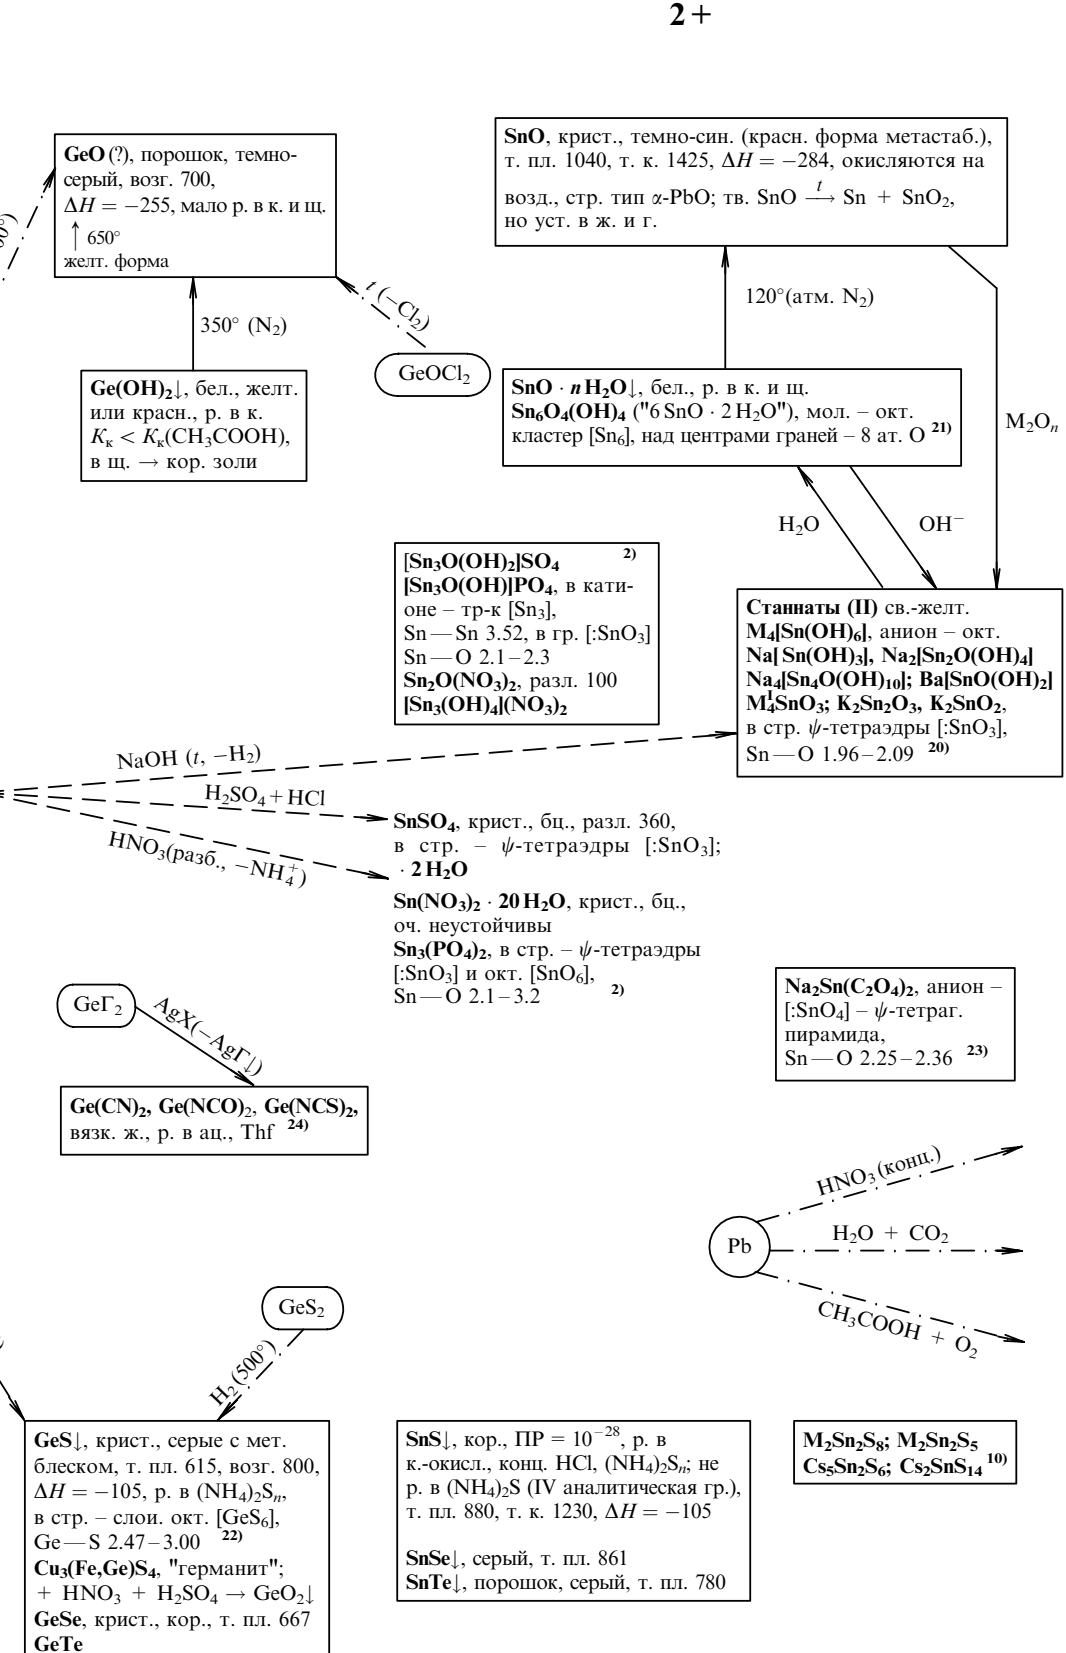 2+
GeO (?), порошок, темно-
серый, возг. 700,
ΔH = −255, мало р. в к. и щ.
↑ 650°
желт. форма
SnO, крист., темно-син. (красн. форма метастаб.),
т. пл. 1040, т. к. 1425, ΔH = −284, окисляются на
возд., стр. тип α-PbO; тв. SnO —t→ Sn + SnO₂,
но уст. в ж. и г.
t (−Cl₂)
350° (N₂)
120°(атм. N₂)
GeOCl₂
Ge(OH)₂↓, бел., желт.
или красн., р. в к.
Kк < Kк(CH₃COOH),
в щ. → кор. золи
SnO · nH₂O↓, бел., р. в к. и щ.
Sn₆O₄(OH)₄ ("6 SnO · 2 H₂O"), мол. – окт.
кластер [Sn₆], над центрами граней – 8 ат. O ²¹⁾
M₂Oₙ
H₂O
OH⁻
[Sn₃O(OH)₂]SO₄ ²⁾
[Sn₃O(OH)]PO₄, в кати-
оне – тр-к [Sn₃],
Sn — Sn 3.52, в гр. [:SnO₃]
Sn — O 2.1 – 2.3
Sn₂O(NO₃)₂, разл. 100
[Sn₃(OH)₄](NO₃)₂
Станнаты (II) св.-желт.
M₄[Sn(OH)₆], анион – окт.
Na[Sn(OH)₃], Na₂[Sn₂O(OH)₄]
Na₄[Sn₄O(OH)₁₀]; Ba[SnO(OH)₂]
Mᴵ₄SnO₃; K₂Sn₂O₃, K₂SnO₂,
в стр. ψ-тетраэдры [:SnO₃],
Sn — O 1.96 – 2.09 ²⁰⁾
NaOH (t, −H₂)
H₂SO₄ + HCl
HNO₃(разб., −NH₄⁺)
SnSO₄, крист., бц., разл. 360,
в стр. – ψ-тетраэдры [:SnO₃];
· 2 H₂O
Sn(NO₃)₂ · 20 H₂O, крист., бц.,
оч. неустойчивы
Sn₃(PO₄)₂, в стр. – ψ-тетраэдры
[:SnO₃] и окт. [SnO₆],
Sn — O 2.1 – 3.2 ²⁾
GeГ₂
AgX(−AgГ↓)
Ge(CN)₂, Ge(NCO)₂, Ge(NCS)₂,
вязк. ж., р. в ац., Thf ²⁴⁾
Na₂Sn(C₂O₄)₂, анион –
[:SnO₄] – ψ-тетраг.
пирамида,
Sn — O 2.25 – 2.36 ²³⁾
HNO₃ (конц.)
Pb
H₂O + CO₂
CH₃COOH + O₂
GeS₂
H₂ (500°)
GeS↓, крист., серые с мет.
блеском, т. пл. 615, возг. 800,
ΔH = −105, р. в (NH₄)₂Sₙ,
в стр. – слои. окт. [GeS₆],
Ge — S 2.47 – 3.00 ²²⁾
Cu₃(Fe,Ge)S₄, "германит";
+ HNO₃ + H₂SO₄ → GeO₂↓
GeSe, крист., кор., т. пл. 667
GeTe
SnS↓, кор., ПР = 10⁻²⁸, р. в
к.-окисл., конц. HCl, (NH₄)₂Sₙ; не
р. в (NH₄)₂S (IV аналитическая гр.),
т. пл. 880, т. к. 1230, ΔH = −105
SnSe↓, серый, т. пл. 861
SnTe↓, порошок, серый, т. пл. 780
M₂Sn₂S₈; M₂Sn₂S₅
Cs₅Sn₂S₆; Cs₂SnS₁₄ ¹⁰⁾